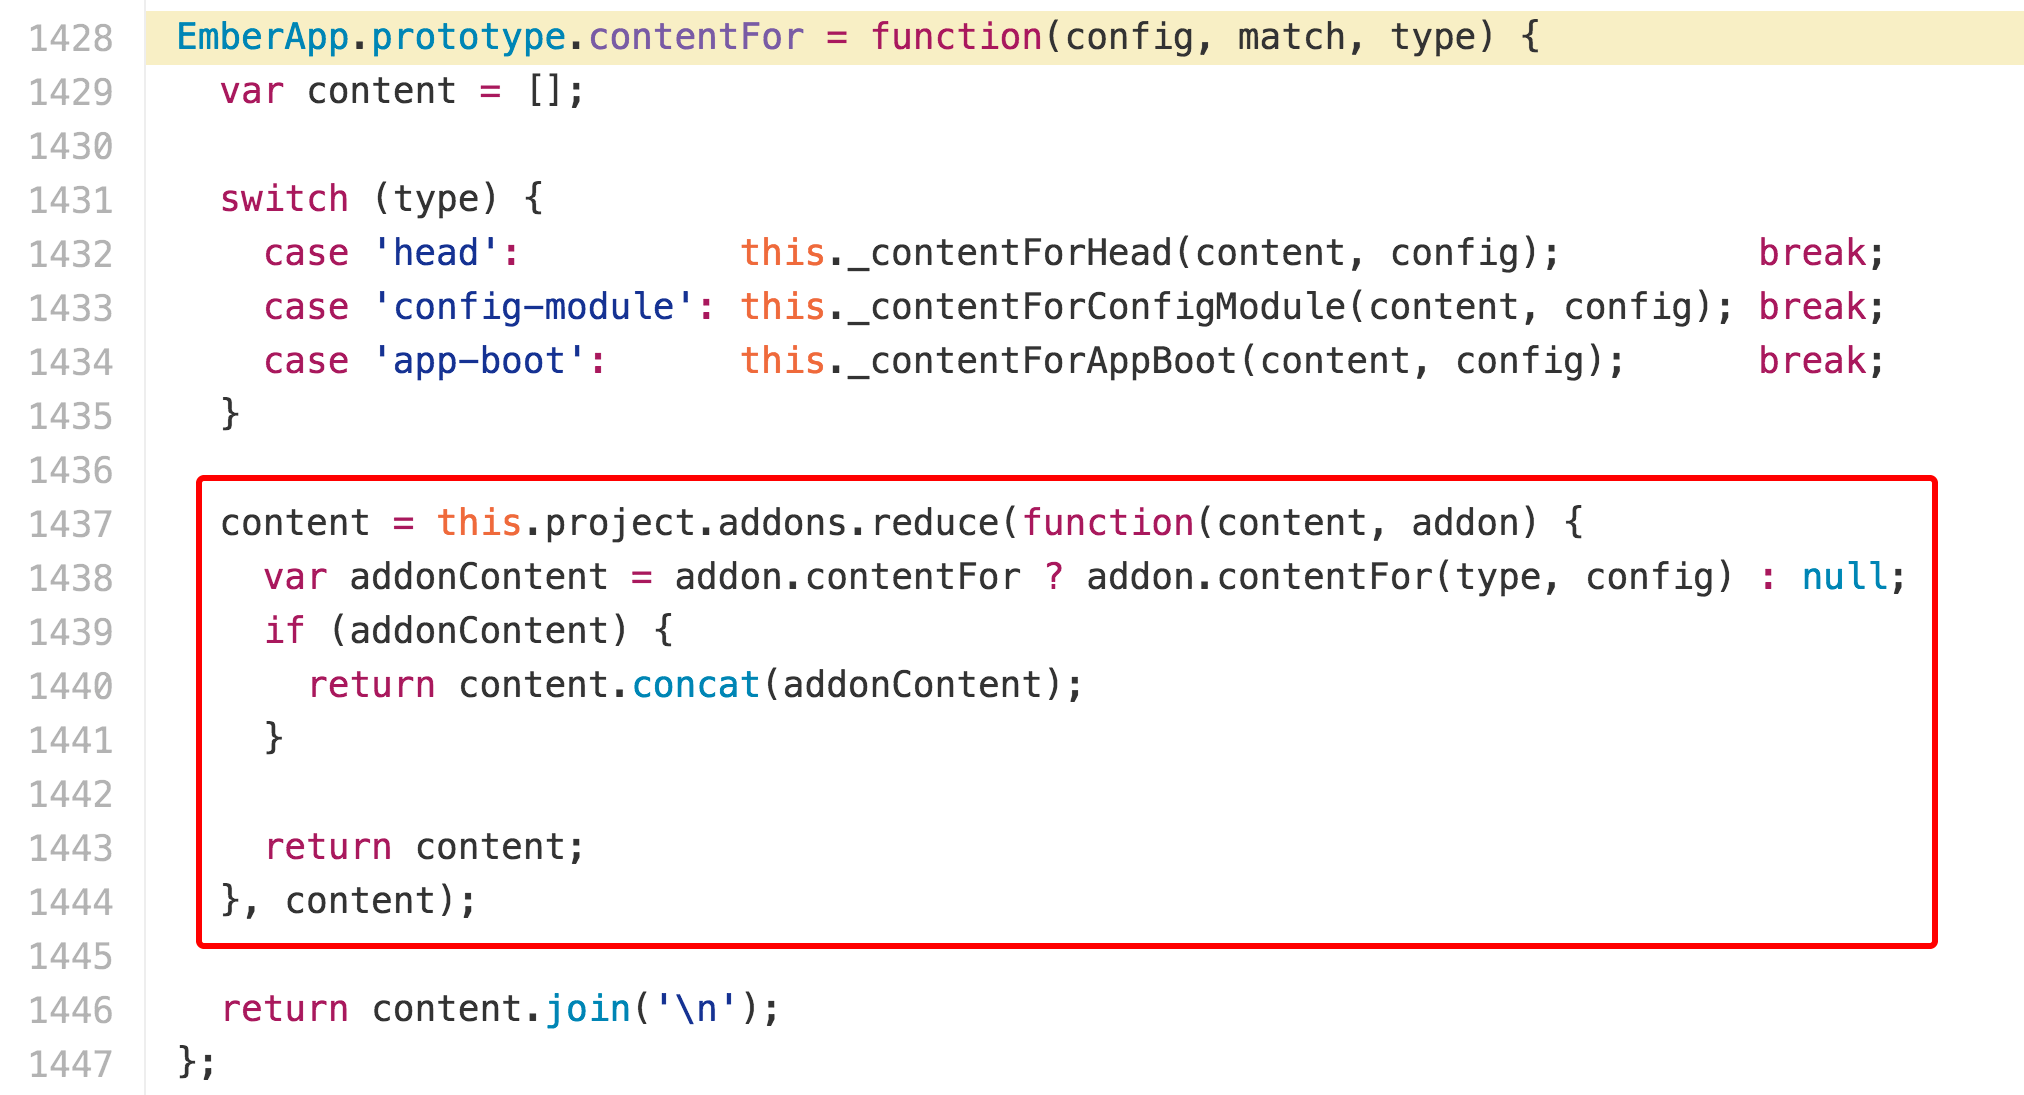 1428 EmberApp.prototype.contentFor = function(config, match, type) {
1429   var content = [];
1430
1431   switch (type) {
1432     case 'head':          this._contentForHead(content, config);         break;
1433     case 'config-module': this._contentForConfigModule(content, config); break;
1434     case 'app-boot':      this._contentForAppBoot(content, config);      break;
1435   }
1436
1437   content = this.project.addons.reduce(function(content, addon) {
1438     var addonContent = addon.contentFor ? addon.contentFor(type, config) : null;
1439     if (addonContent) {
1440       return content.concat(addonContent);
1441     }
1442
1443     return content;
1444   }, content);
1445
1446   return content.join('\n');
1447 };